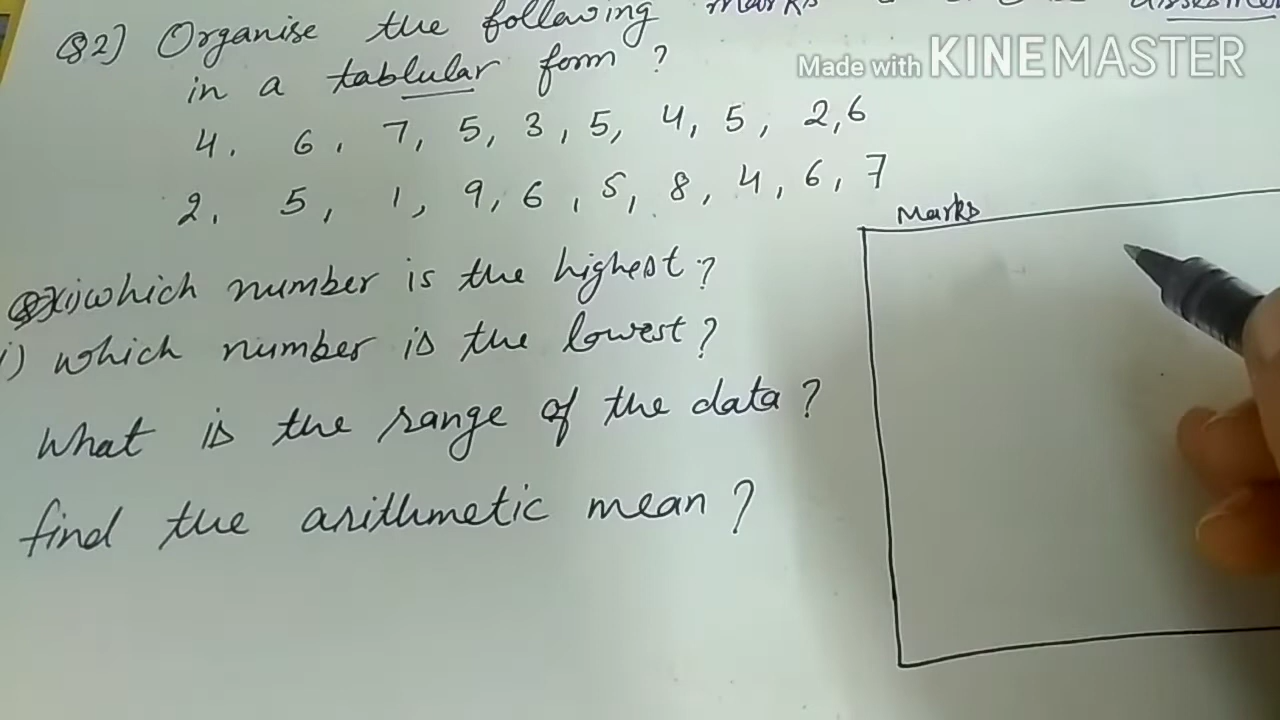 Q2) Organise the following marks
Made with KINEMASTER
in a tablular form ?
4, 6, 7, 5, 3, 5, 4, 5, 2, 6
2, 5, 1, 9, 6, 5, 8, 4, 6, 7
Marks
i) which number is the highest ?
i) which number is the lowest ?
What is the range of the data ?
find the arithmetic mean ?